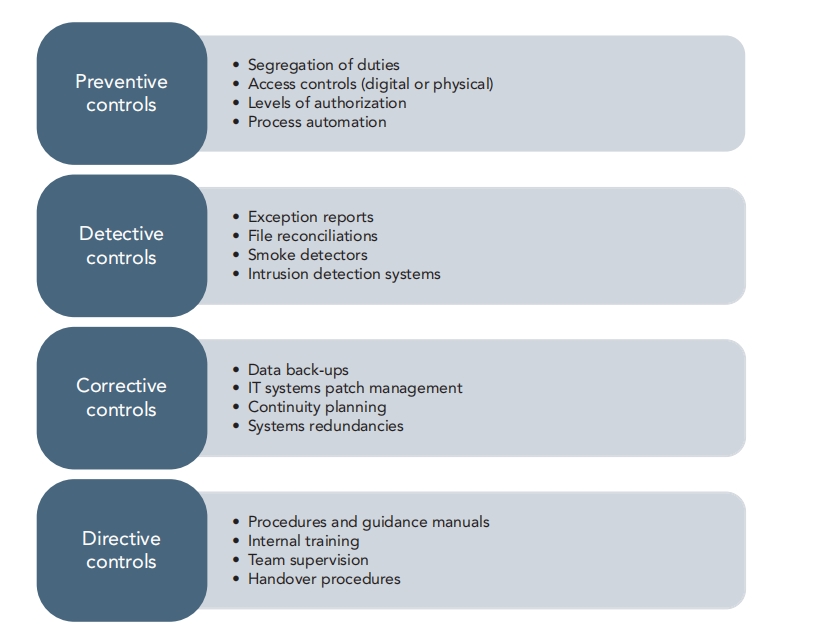 Preventive
controls
• Segregation of duties
• Access controls (digital or physical)
• Levels of authorization
• Process automation
Detective
controls
• Exception reports
• File reconciliations
• Smoke detectors
• Intrusion detection systems
Corrective
controls
• Data back-ups
• IT systems patch management
• Continuity planning
• Systems redundancies
Directive
controls
• Procedures and guidance manuals
• Internal training
• Team supervision
• Handover procedures